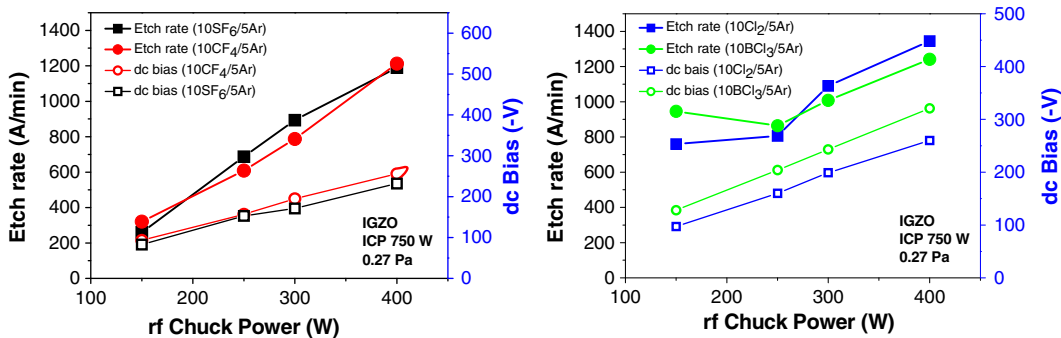 1400
1200
1000
800
600
400
200
0
Etch rate (A/min)
Etch rate (10SF6/5Ar)
Etch rate (10CF4/5Ar)
dc bias (10CF4/5Ar)
dc bias (10SF6/5Ar)
IGZO
ICP 750 W
0.27 Pa
600
500
400
300
200
100
0
dc Bias (-V)
100 200 300 400
rf Chuck Power (W)
1400
1200
1000
800
600
400
200
0
Etch rate (A/min)
Etch rate (10Cl2/5Ar)
Etch rate (10BCl3/5Ar)
dc bais (10Cl2/5Ar)
dc bias (10BCl3/5Ar)
IGZO
ICP 750 W
0.27 Pa
500
400
300
200
100
0
dc Bias (-V)
100 200 300 400
rf Chuck Power (W)